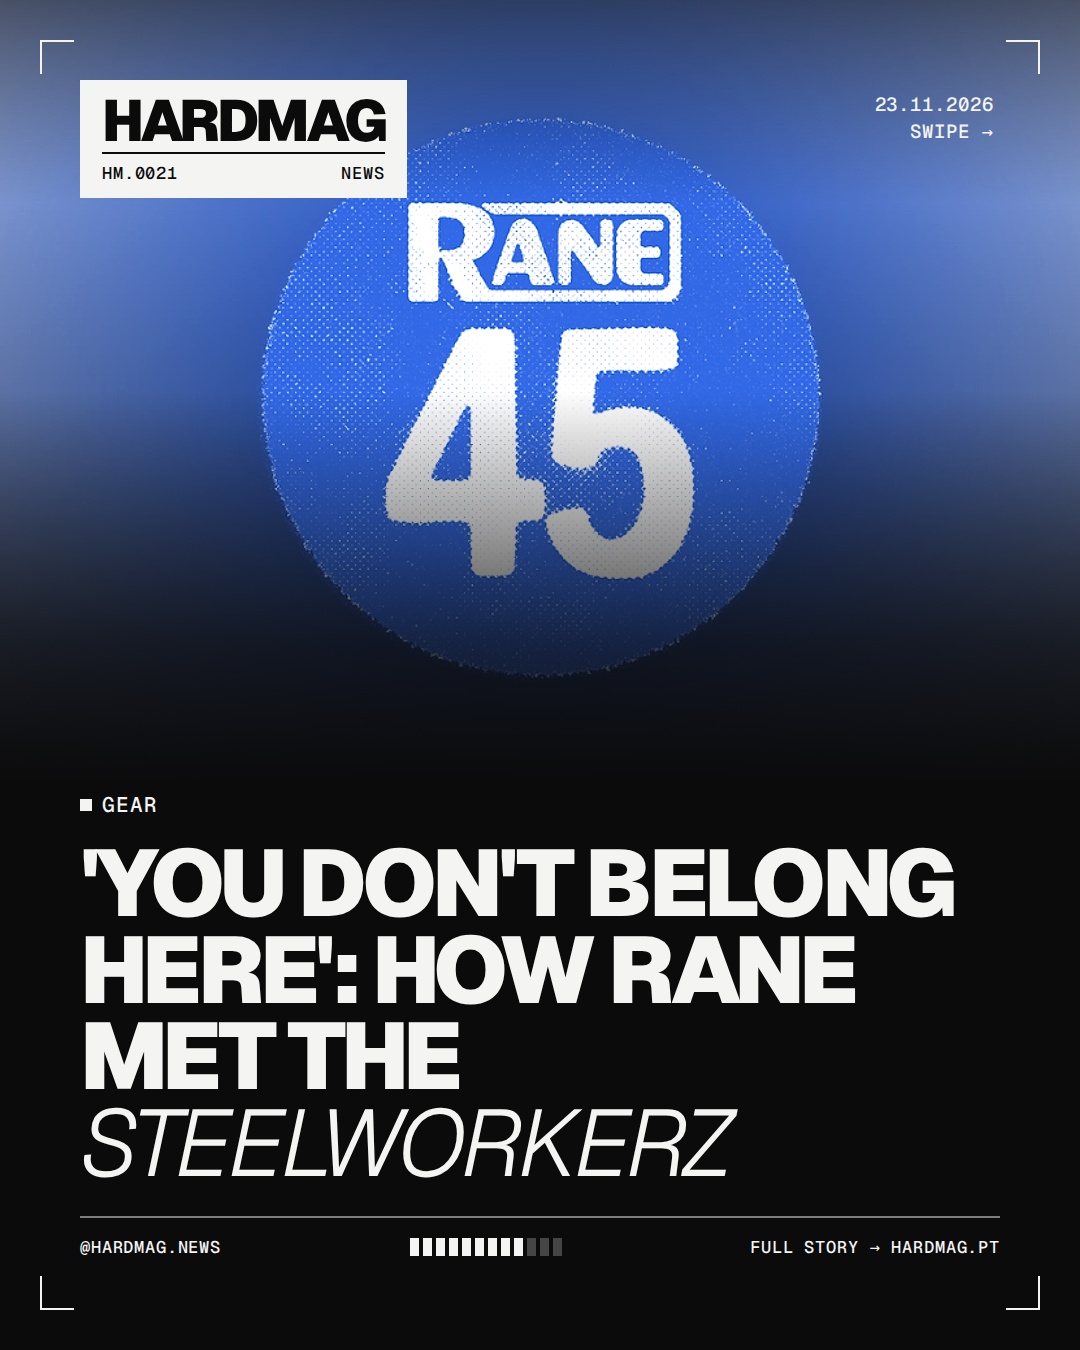 HARDMAG
HM.0021 NEWS
23.11.2026
SWIPE →
RANE
45
GEAR
'YOU DON'T BELONG
HERE': HOW RANE
MET THE
STEELWORKERZ
@HARDMAG.NEWS
FULL STORY → HARDMAG.PT